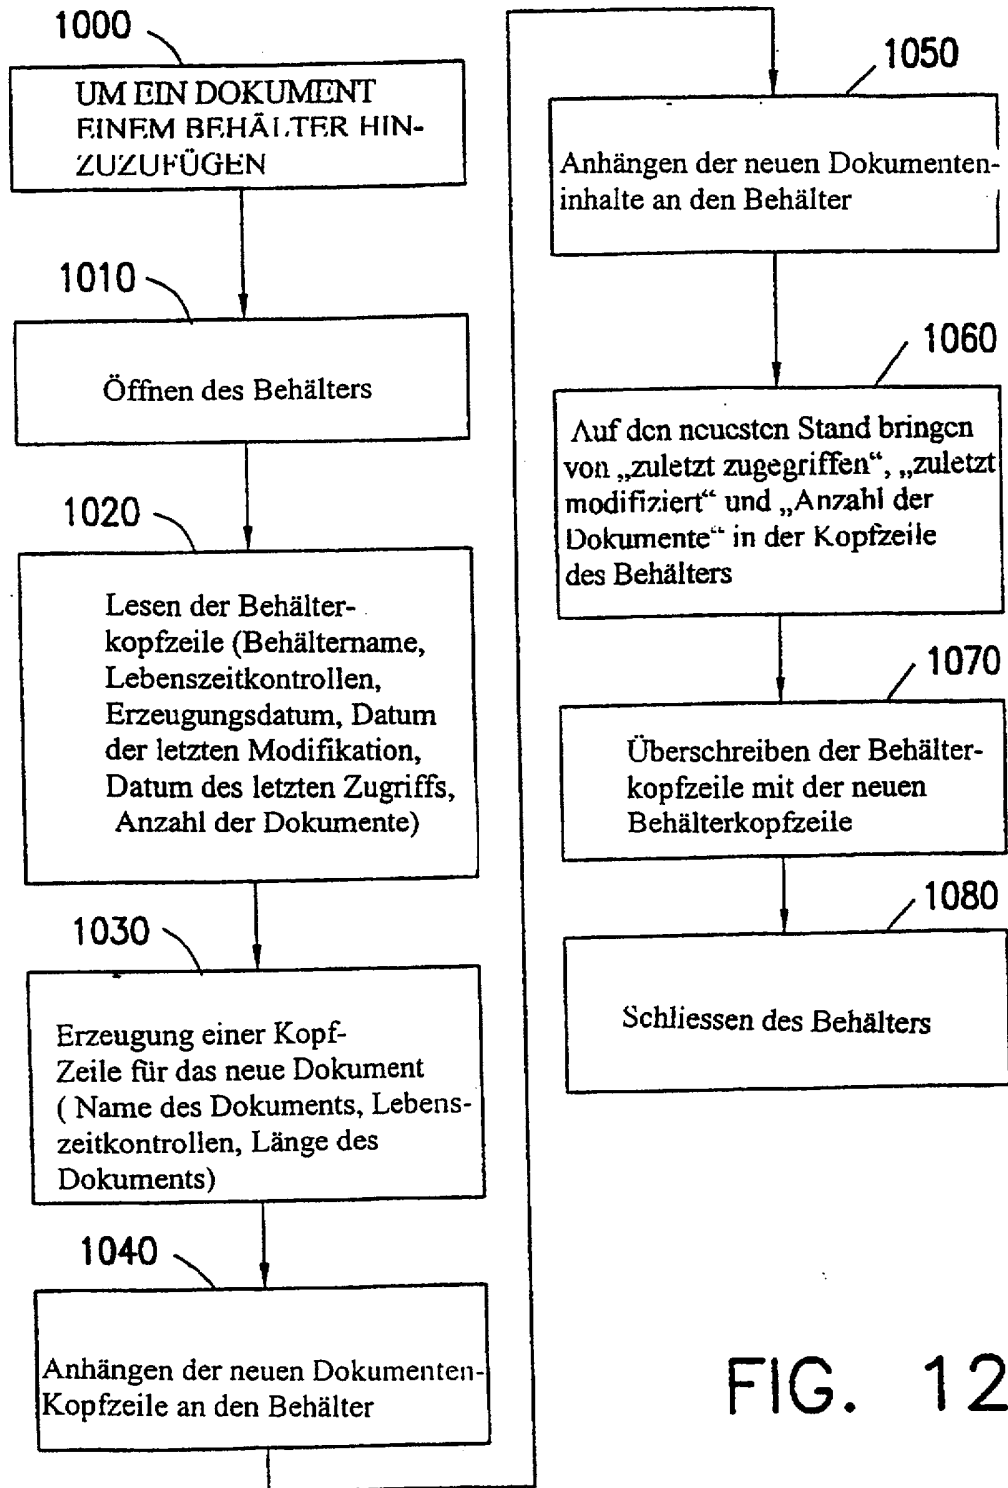 1000
UM EIN DOKUMENT
EINEM BEHÄLTER HIN-
ZUZUFÜGEN
1010
Öffnen des Behälters
1020
Lesen der Behälter-
kopfzeile (Behältername,
Lebenszeitkontrollen,
Erzeugungsdatum, Datum
der letzten Modifikation,
Datum des letzten Zugriffs,
Anzahl der Dokumente)
1030
Erzeugung einer Kopf-
Zeile für das neue Dokument
( Name des Dokuments, Lebens-
zeitkontrollen, Länge des
Dokuments)
1040
Anhängen der neuen Dokumenten-
Kopfzeile an den Behälter
1050
Anhängen der neuen Dokumenten-
inhalte an den Behälter
1060
Auf den neuesten Stand bringen
von „zuletzt zugegriffen“, „zuletzt
modifiziert“ und „Anzahl der
Dokumente“ in der Kopfzeile
des Behälters
1070
Überschreiben der Behälter-
kopfzeile mit der neuen
Behälterkopfzeile
1080
Schliessen des Behälters
FIG. 12